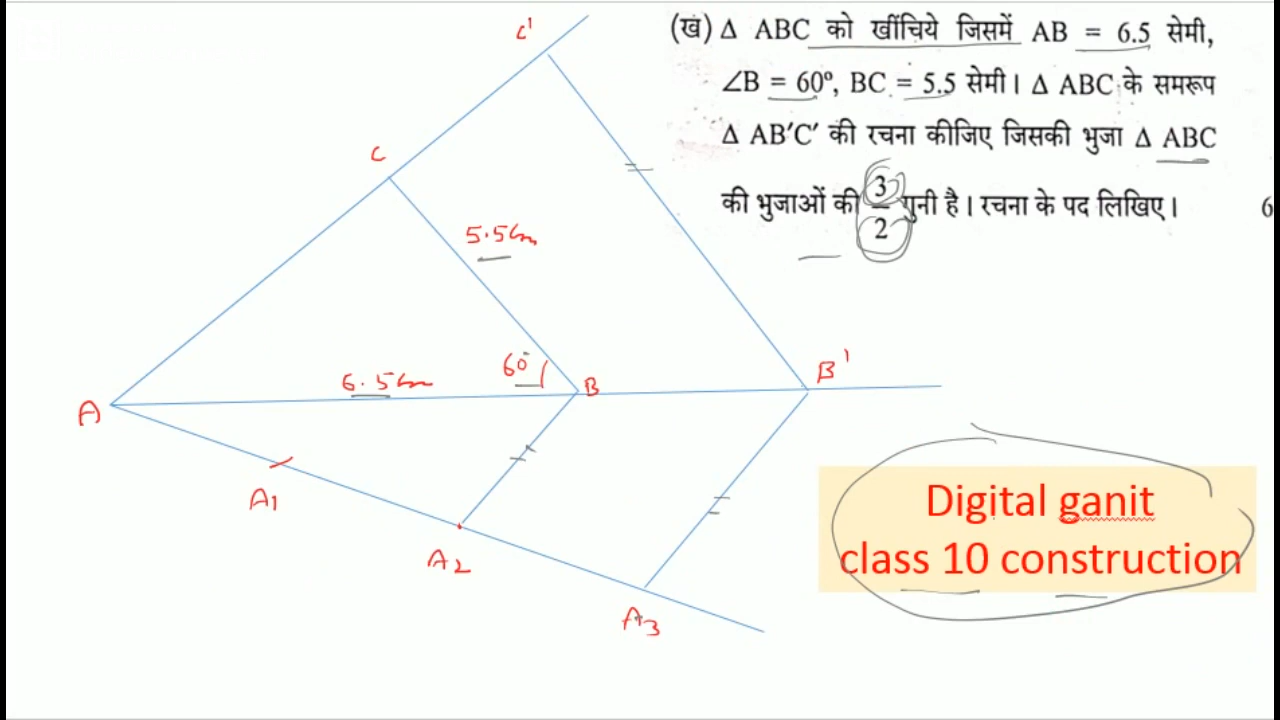 (ख) Δ ABC को खींचिये जिसमें AB = 6.5 सेमी,
∠B = 60º, BC = 5.5 सेमी। Δ ABC के समरूप
Δ AB′C′ की रचना कीजिए जिसकी भुजा Δ ABC
की भुजाओं की 3/2 गुनी है। रचना के पद लिखिए। 6
C'
C
5.5cm
60°
6.5cm
B
B'
A
A1
A2
A3
Digital ganit
class 10 construction